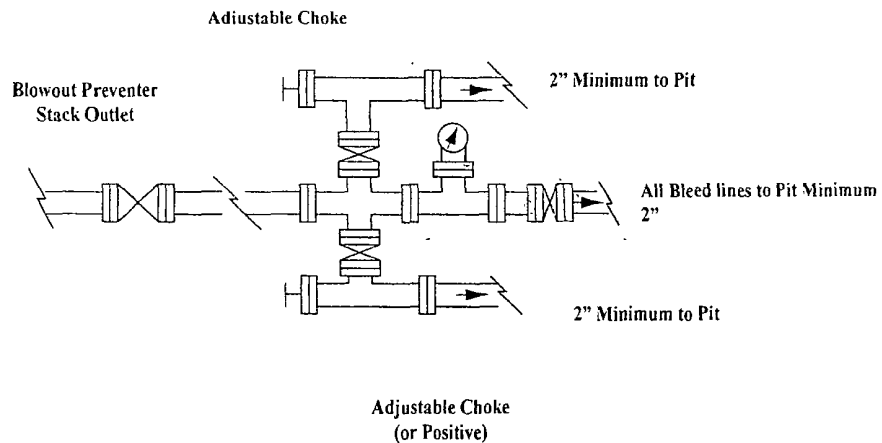 Adjustable Choke
2" Minimum to Pit
Blowout Preventer
Stack Outlet
All Bleed lines to Pit Minimum
2"
2" Minimum to Pit
Adjustable Choke
(or Positive)